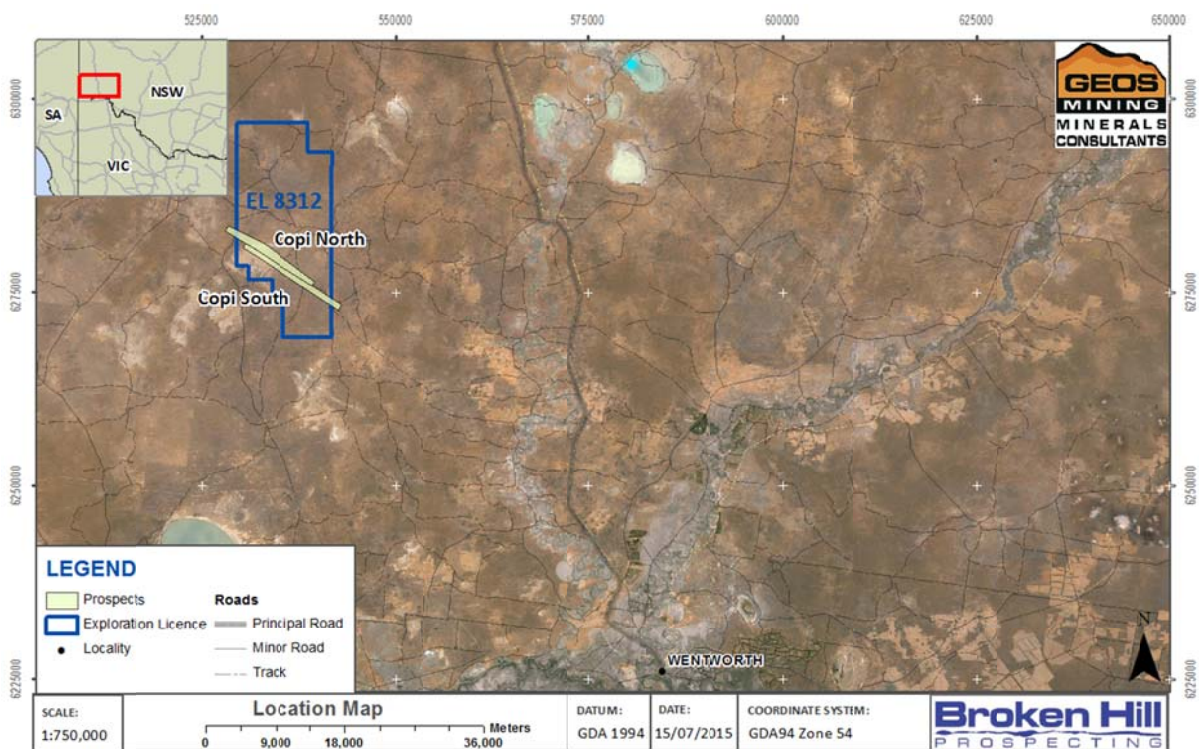 525000 550000 575000 600000 625000 650000
NSW
SA
VIC
GEOS
MINING
MINERALS
CONSULTANTS
6300000
6300000
EL 8312
Copi North
Copi South
6275000
6275000
6250000
6250000
LEGEND
Prospects
Exploration Licence
Locality
Roads
Principal Road
Minor Road
Track
N
WENTWORTH
6225000
6225000
SCALE:
1:750,000
Location Map
Meters
0 9,000 18,000 36,000
DATUM:
GDA 1994
DATE:
15/07/2015
COORDINATE SYSTEM:
GDA94 Zone 54
Broken Hill
PROSPECTING